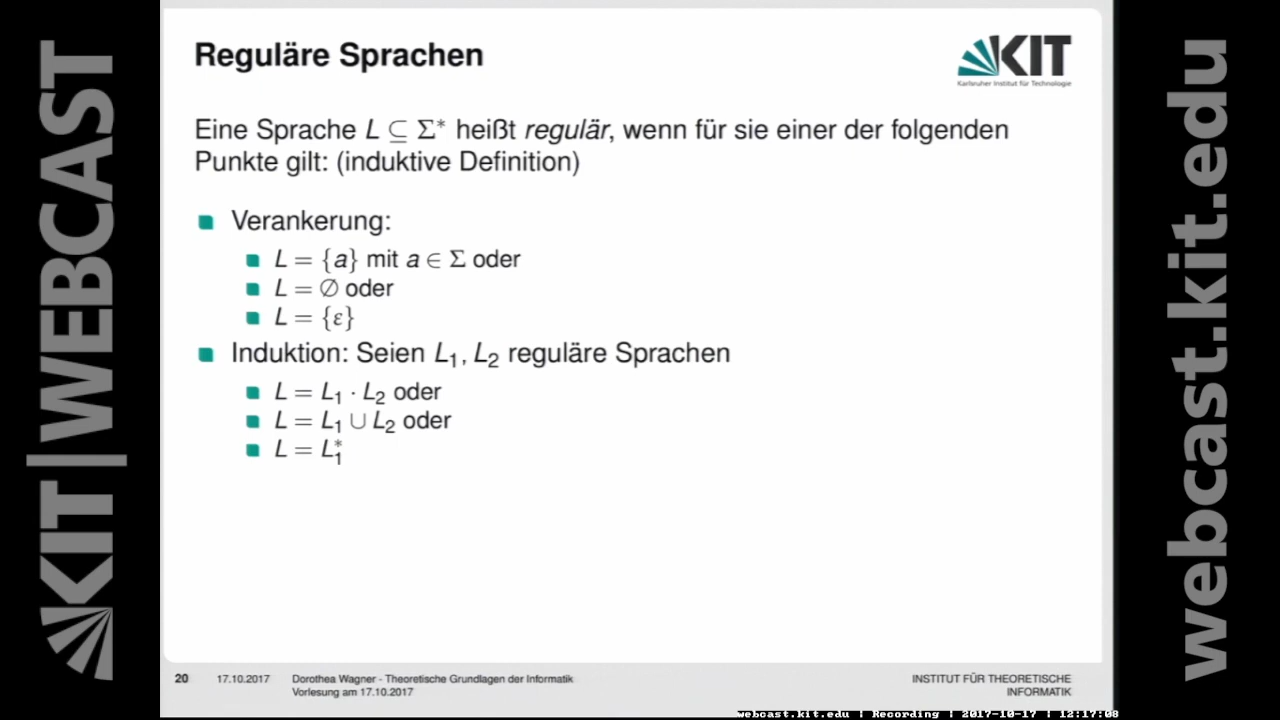 KIT|WEBCAST
Reguläre Sprachen
KIT
Karlsruher Institut für Technologie
Eine Sprache L ⊆ Σ* heißt regulär, wenn für sie einer der folgenden
Punkte gilt: (induktive Definition)
Verankerung:
L = {a} mit a ∈ Σ oder
L = ∅ oder
L = {ε}
Induktion: Seien L₁, L₂ reguläre Sprachen
L = L₁ · L₂ oder
L = L₁ ∪ L₂ oder
L = L₁*
20 17.10.2017 Dorothea Wagner - Theoretische Grundlagen der Informatik
Vorlesung am 17.10.2017
INSTITUT FÜR THEORETISCHE
INFORMATIK
webcast.kit.edu | Recording | 2017-10-17 | 12:17:08
webcast.kit.edu